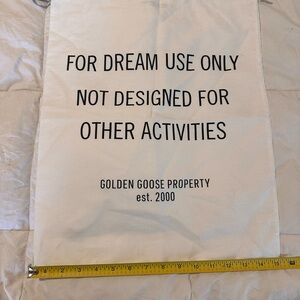 FOR DREAM USE ONLY
NOT DESIGNED FOR
OTHER ACTIVITIES
GOLDEN GOOSE PROPERTY
est. 2000